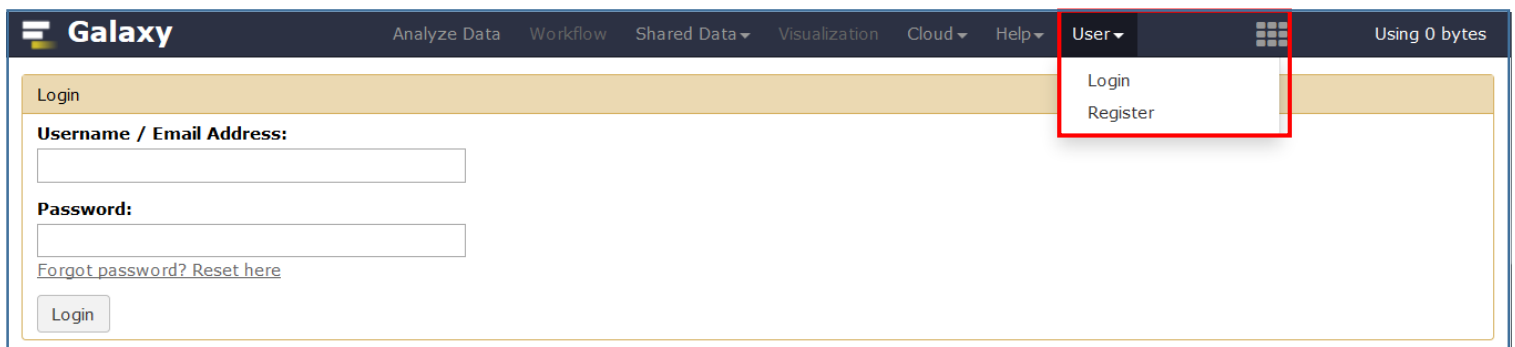 Galaxy Analyze Data Workflow Shared Data Visualization Cloud Help User Using 0 bytes
Login
Register
Login
Username / Email Address:
Password:
Forgot password? Reset here
Login